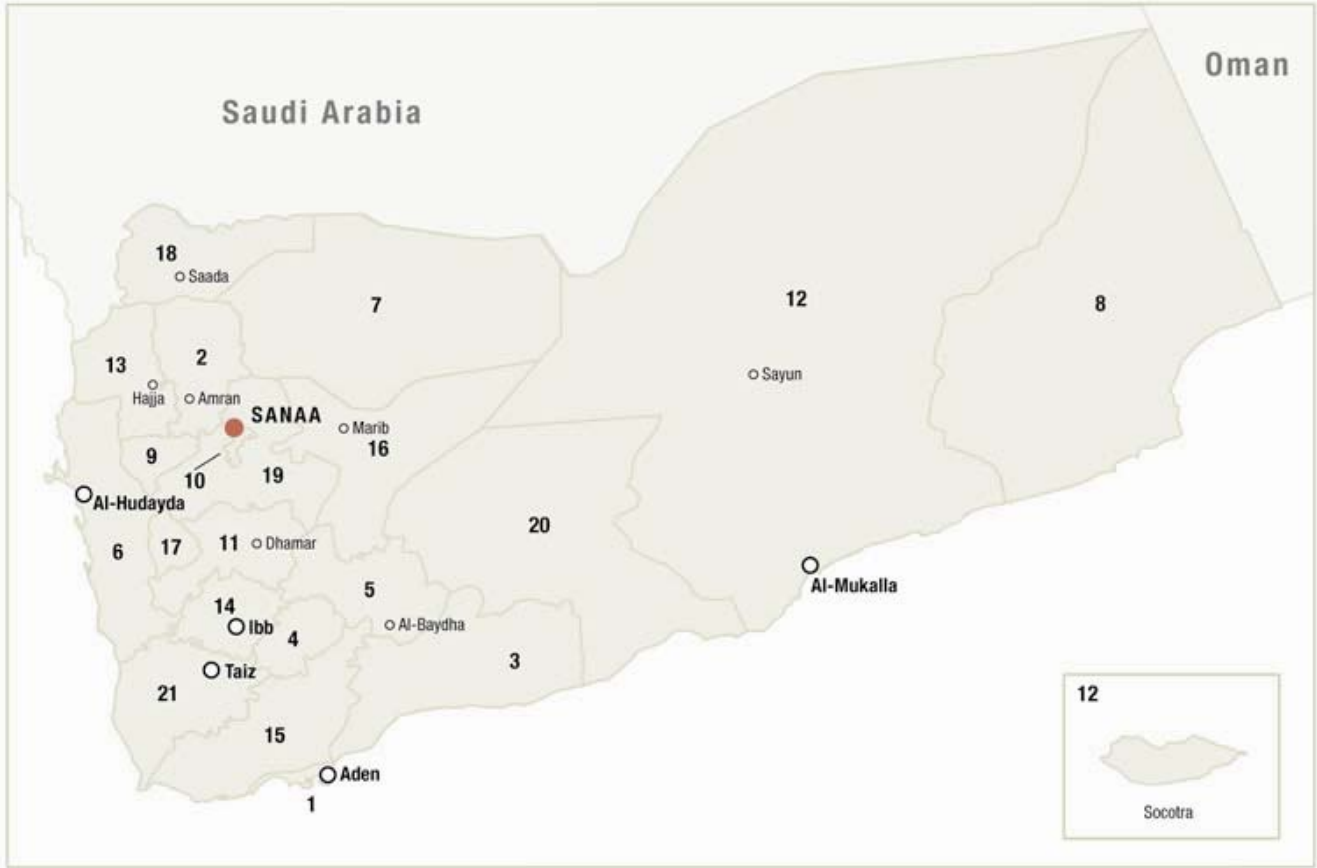 Oman
Saudi Arabia
18
Saada
7
12
8
13
2
Hajja
Amran
Sayun
SANAA
Marib
16
9
10
19
Al-Hudayda
6
17
11
Dhamar
20
5
Al-Mukalla
14
Ibb
4
Al-Baydha
3
Taiz
21
15
Aden
1
12
Socotra